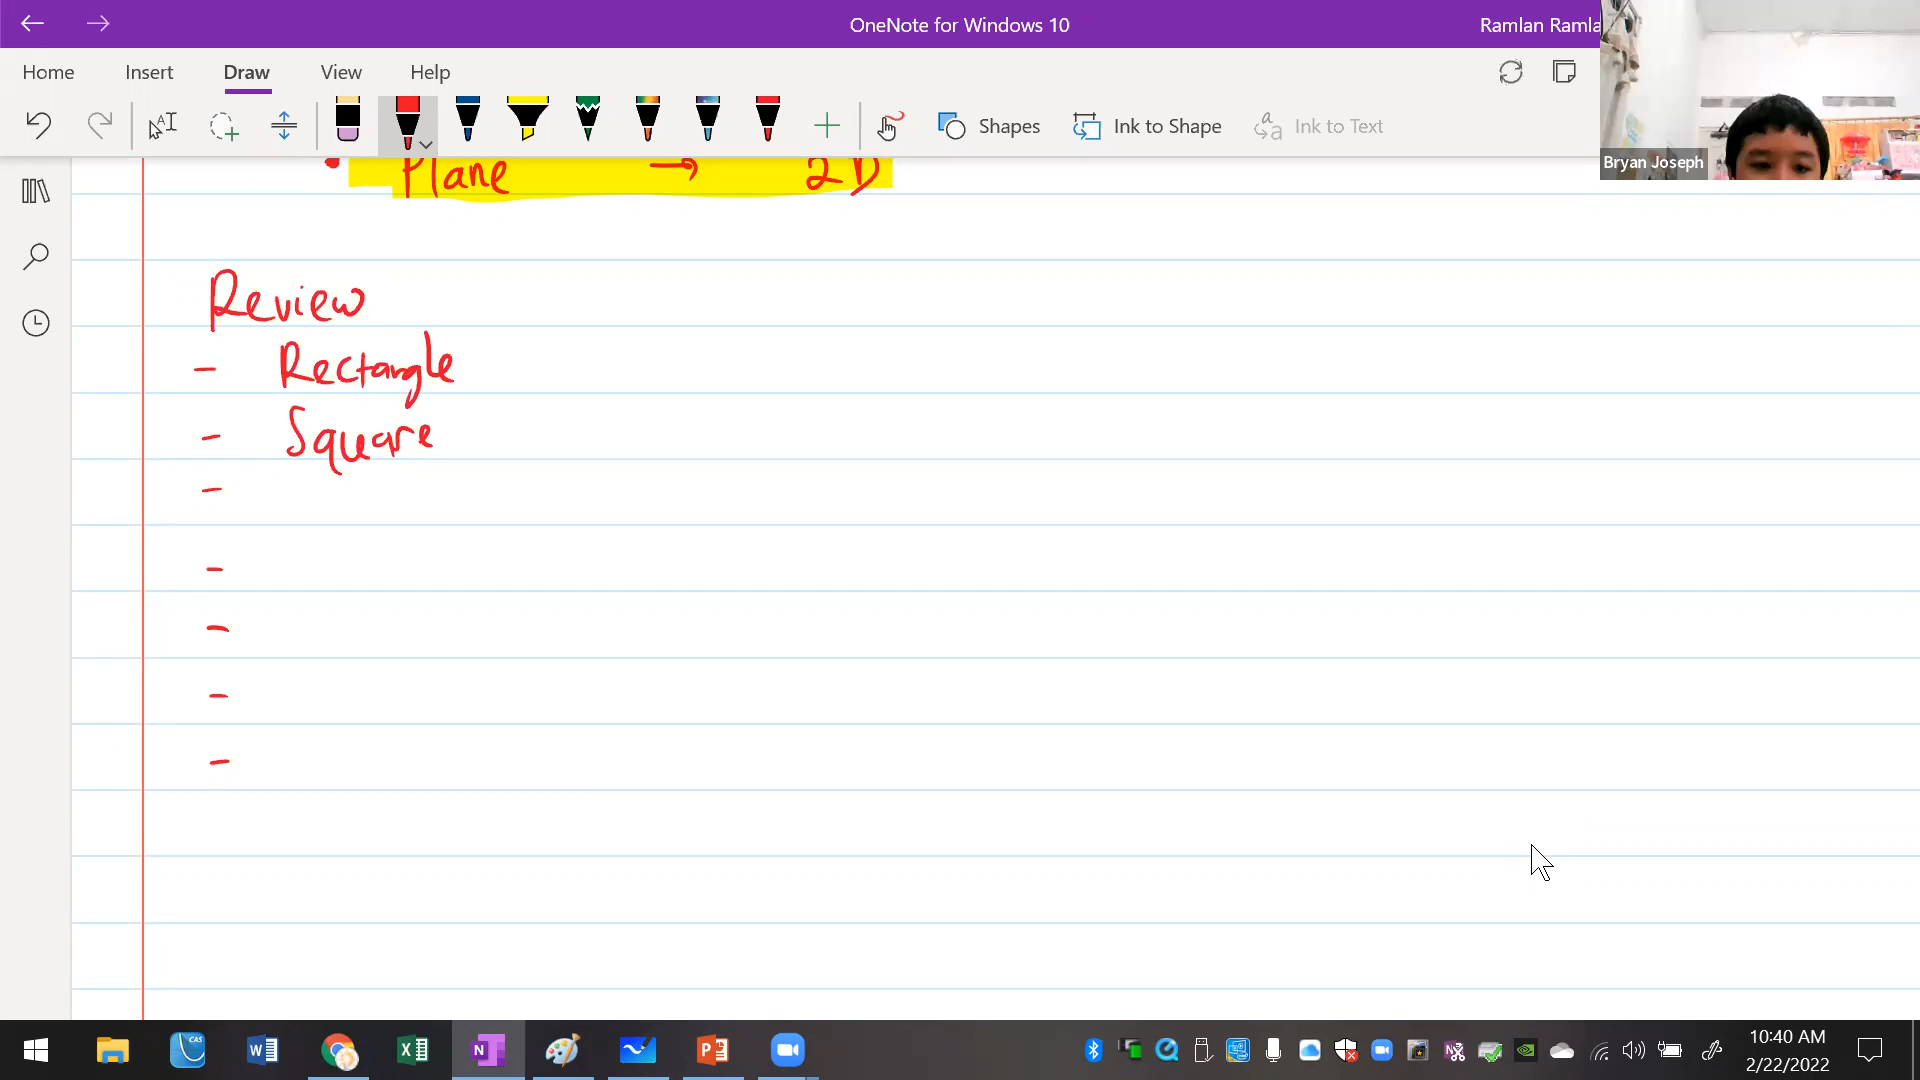 OneNote for Windows 10
Ramlan Ramla
Home Insert Draw View Help
Shapes Ink to Shape Ink to Text
Bryan Joseph
• Plane → 2D
Review
- Rectangle
- Square
-
-
-
-
-
10:40 AM
2/22/2022